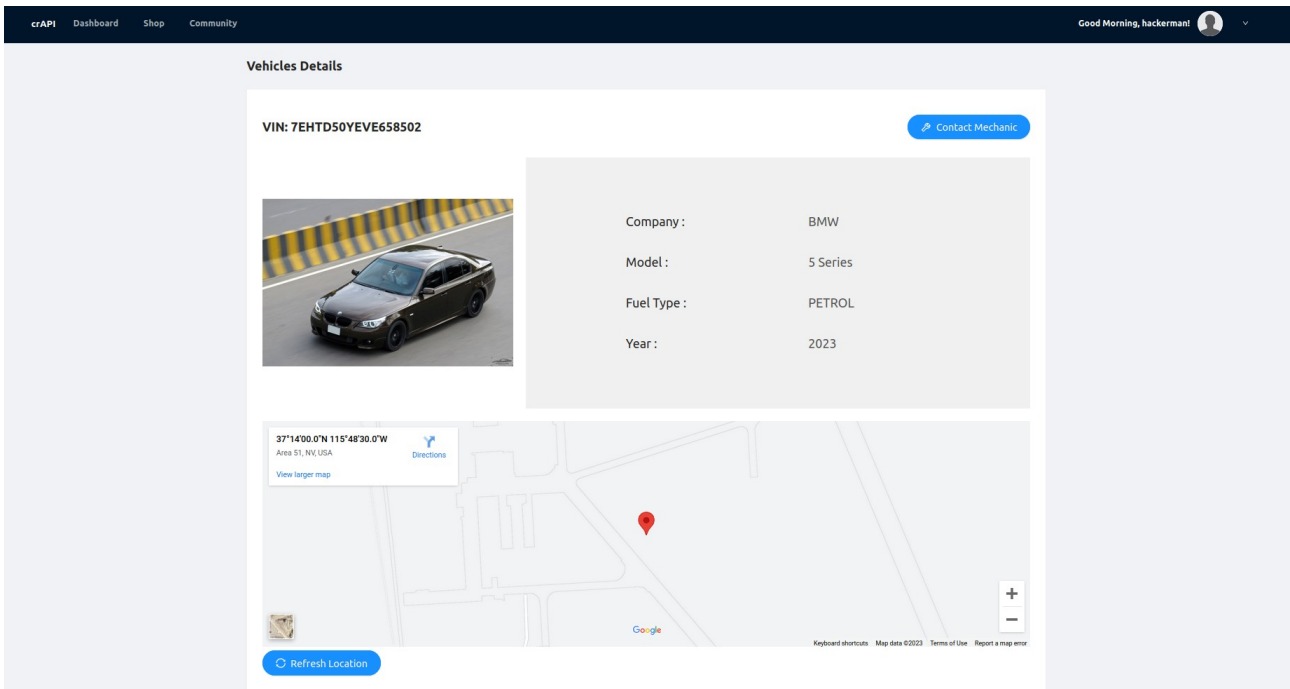 crAPI Dashboard Shop Community Good Morning, hackerman!
Vehicles Details
VIN: 7EHTD50YEVE658502 Contact Mechanic
Company : BMW
Model : 5 Series
Fuel Type : PETROL
Year : 2023
37°14'00.0"N 115°48'30.0"W
Area 51, NV, USA
Directions
View larger map
+
−
Google
Keyboard shortcuts Map data ©2023 Terms of Use Report a map error
Refresh Location